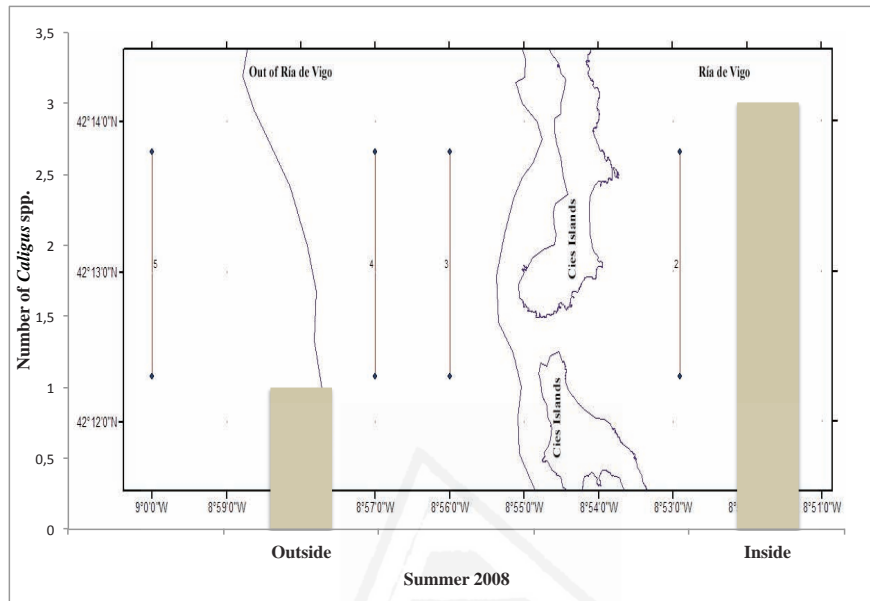 3,5
3
2,5
2
1,5
1
0,5
0
Number of Caligus spp.
Out of Ría de Vigo
Ría de Vigo
42°14'0"N
42°13'0"N
42°12'0"N
5
4
3
2
Cies Islands
Cies Islands
9°0'0"W
8°59'0"W
8°57'0"W
8°56'0"W
8°55'0"W
8°54'0"W
8°53'0"W
8°51'0"W
Outside
Inside
Summer 2008